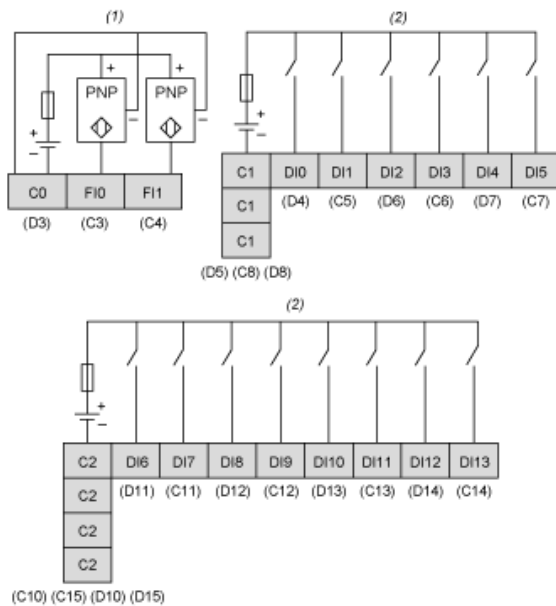 (1)
+ +
PNP PNP
+ – –
–
C0 FI0 FI1
(D3) (C3) (C4)
(2)
+
–
C1 DI0 DI1 DI2 DI3 DI4 DI5
(D4) (C5) (D6) (C6) (D7) (C7)
C1
C1
(D5) (C8) (D8)
(2)
+
–
C2 DI6 DI7 DI8 DI9 DI10 DI11 DI12 DI13
(D11) (C11) (D12) (C12) (D13) (C13) (D14) (C14)
C2
C2
C2
(C10) (C15) (D10) (D15)